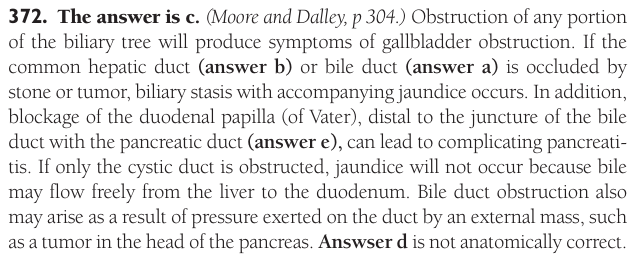 372. The answer is c. (Moore and Dalley, p 304.) Obstruction of any portion
of the biliary tree will produce symptoms of gallbladder obstruction. If the
common hepatic duct (answer b) or bile duct (answer a) is occluded by
stone or tumor, biliary stasis with accompanying jaundice occurs. In addition,
blockage of the duodenal papilla (of Vater), distal to the juncture of the bile
duct with the pancreatic duct (answer e), can lead to complicating pancreati-
tis. If only the cystic duct is obstructed, jaundice will not occur because bile
may flow freely from the liver to the duodenum. Bile duct obstruction also
may arise as a result of pressure exerted on the duct by an external mass, such
as a tumor in the head of the pancreas. Answser d is not anatomically correct.